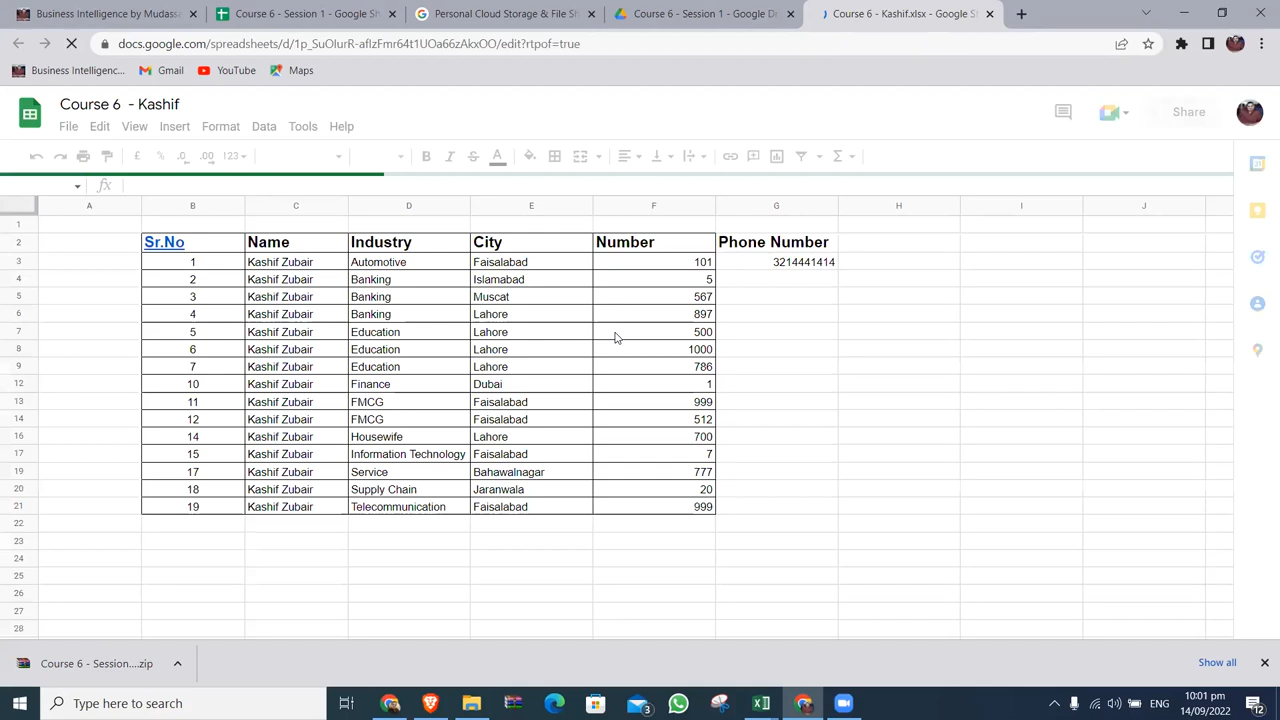 Business Intelligence by Mudass
Course 6 - Session 1 - Google Sh
Personal Cloud Storage & File Sh
Course 6 - Session 1 - Google Dr
Course 6 - Kashif.xlsx - Google S
docs.google.com/spreadsheets/d/1p_SuOIurR-aflzFmr64t1UOa66zAkxOO/edit?rtpof=true
Business Intelligenc... Gmail YouTube Maps
Course 6 - Kashif
Share
File Edit View Insert Format Data Tools Help
£ % .0 .00 123 B I S A Σ
fx
A B C D E F G H I J
1
2 Sr.No Name Industry City Number Phone Number
3 1 Kashif Zubair Automotive Faisalabad 101 3214441414
4 2 Kashif Zubair Banking Islamabad 5
5 3 Kashif Zubair Banking Muscat 567
6 4 Kashif Zubair Banking Lahore 897
7 5 Kashif Zubair Education Lahore 500
8 6 Kashif Zubair Education Lahore 1000
9 7 Kashif Zubair Education Lahore 786
12 10 Kashif Zubair Finance Dubai 1
13 11 Kashif Zubair FMCG Faisalabad 999
14 12 Kashif Zubair FMCG Faisalabad 512
16 14 Kashif Zubair Housewife Lahore 700
17 15 Kashif Zubair Information Technology Faisalabad 7
19 17 Kashif Zubair Service Bahawalnagar 777
20 18 Kashif Zubair Supply Chain Jaranwala 20
21 19 Kashif Zubair Telecommunication Faisalabad 999
22
23
24
25
26
27
28
Course 6 - Session....zip
Show all
Type here to search
3
ENG
10:01 pm
14/09/2022
12